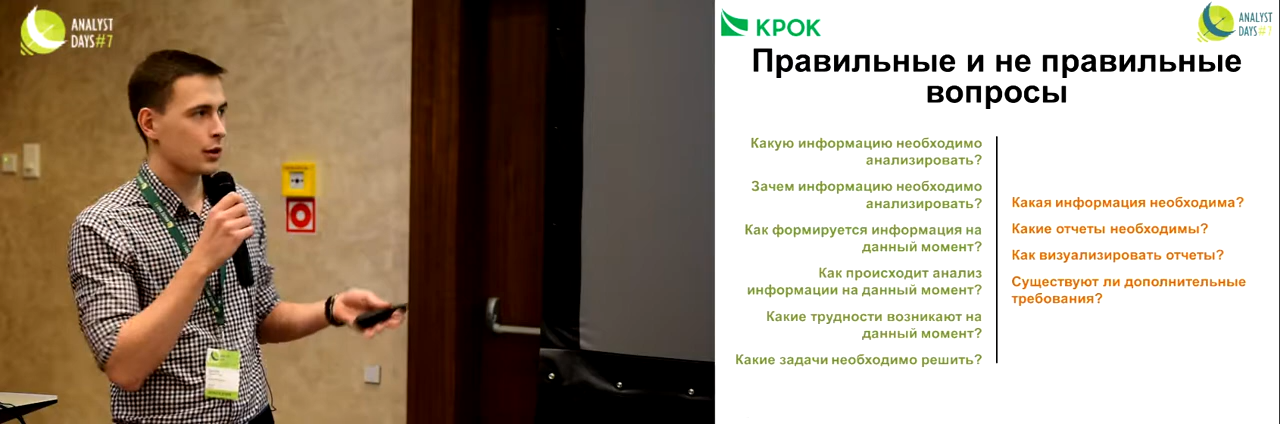 ANALYST
DAYS#7
КРОК
ANALYST
DAYS#7
Правильные и не правильные
вопросы
Какую информацию необходимо
анализировать?
Зачем информацию необходимо
анализировать?
Как формируется информация на
данный момент?
Как происходит анализ
информации на данный момент?
Какие трудности возникают на
данный момент?
Какие задачи необходимо решить?
Какая информация необходима?
Какие отчеты необходимы?
Как визуализировать отчеты?
Существуют ли дополнительные
требования?